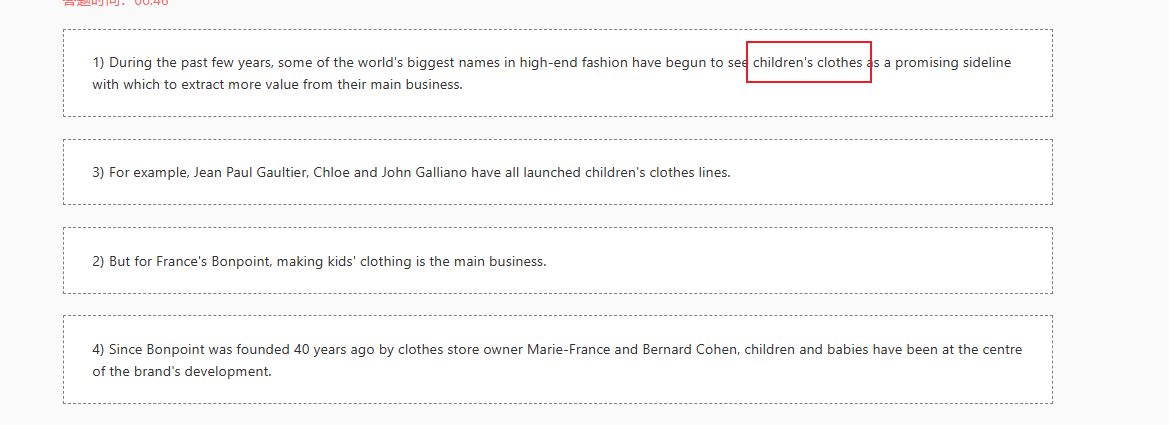 答题时间：00:46
1) During the past few years, some of the world's biggest names in high-end fashion have begun to see children's clothes as a promising sideline
with which to extract more value from their main business.
3) For example, Jean Paul Gaultier, Chloe and John Galliano have all launched children's clothes lines.
2) But for France's Bonpoint, making kids' clothing is the main business.
4) Since Bonpoint was founded 40 years ago by clothes store owner Marie-France and Bernard Cohen, children and babies have been at the centre
of the brand's development.